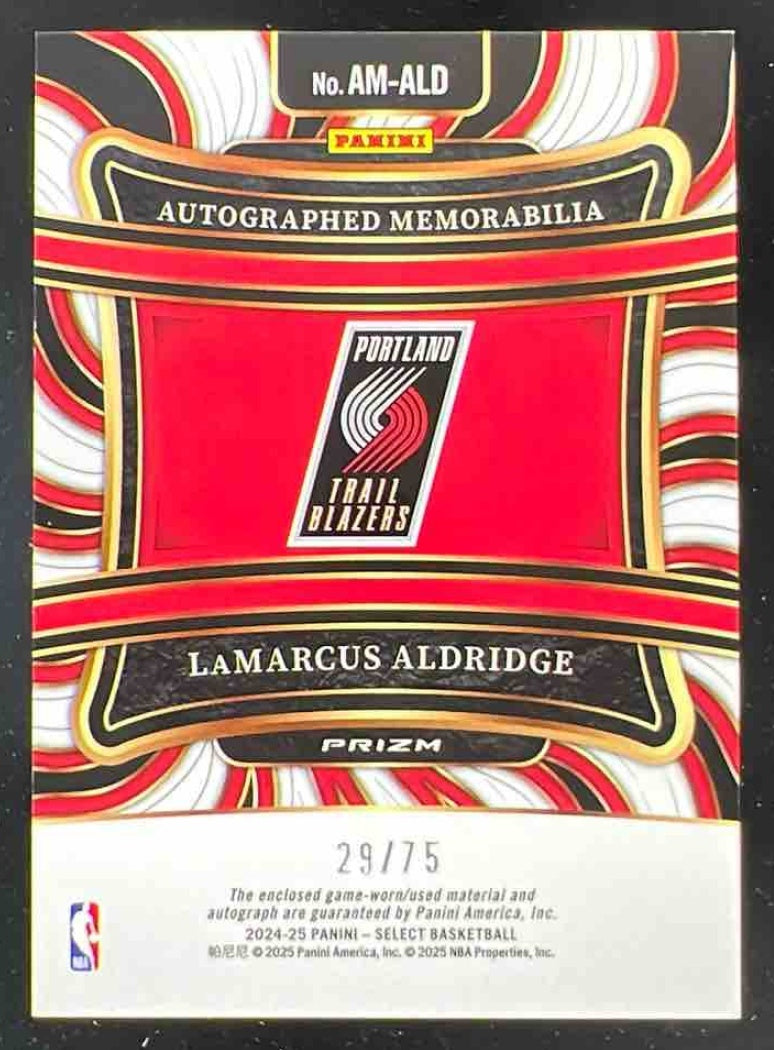 No. AM-ALD
PANINI
AUTOGRAPHED MEMORABILIA
PORTLAND
TRAIL
BLAZERS
LAMARCUS ALDRIDGE
PRIZM
29/75
The enclosed game-worn/used material and
autograph are guaranteed by Panini America, Inc.
2024-25 PANINI – SELECT BASKETBALL
帕尼尼 © 2025 Panini America, Inc. © 2025 NBA Properties, Inc.
NBA